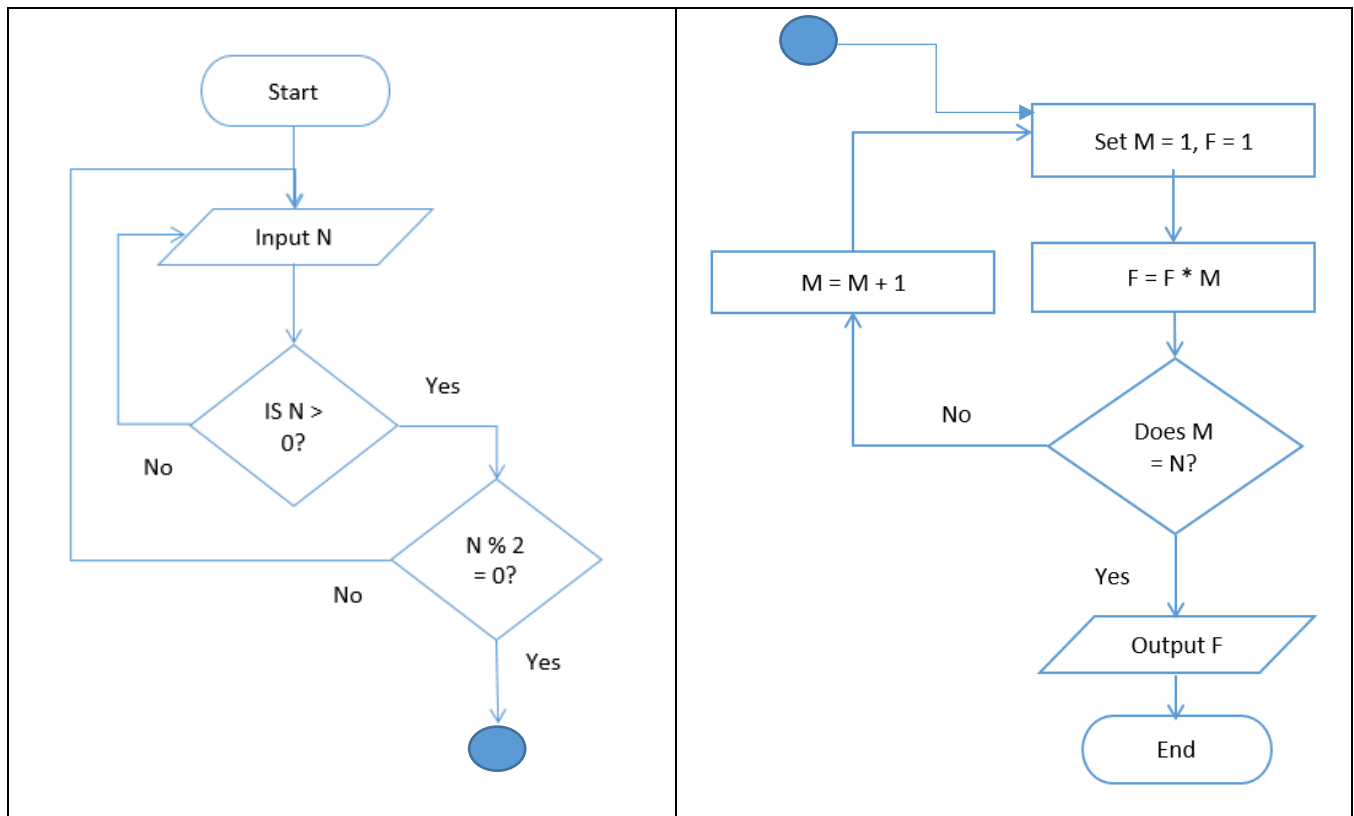 Start
Input N
IS N >
0?
Yes
No
N % 2
= 0?
No
Yes
Set M = 1, F = 1
F = F * M
M = M + 1
Does M
= N?
No
Yes
Output F
End